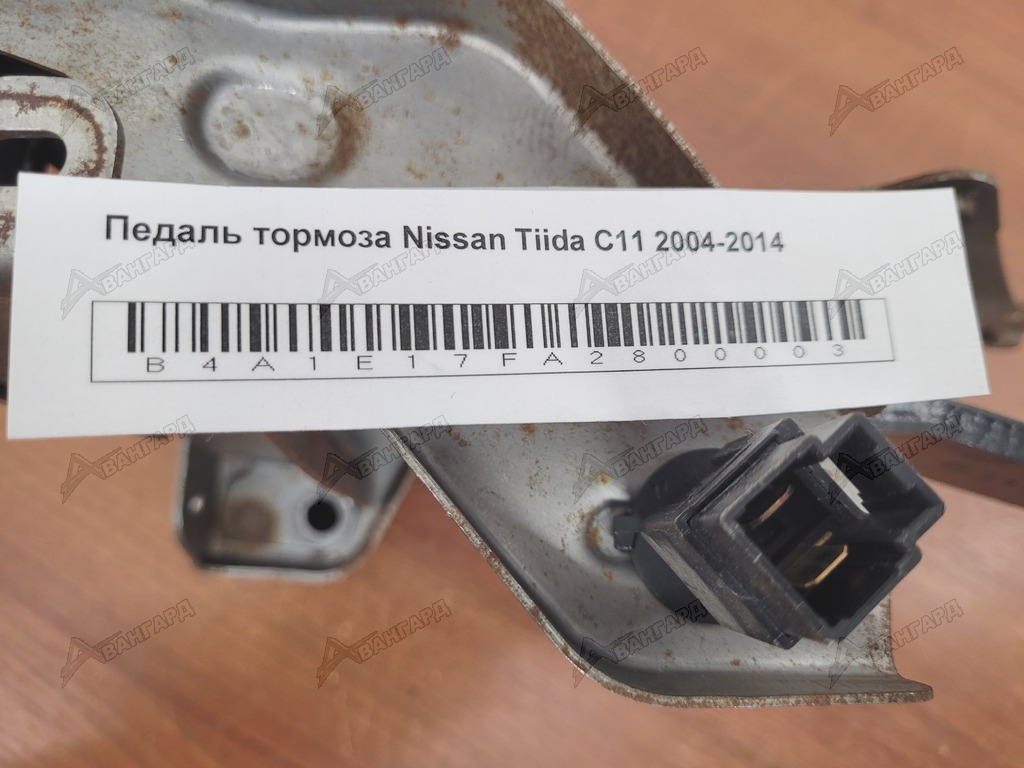 Педаль тормоза Nissan Tiida C11 2004-2014
B4A1E17FA2800003
АВАНГАРД